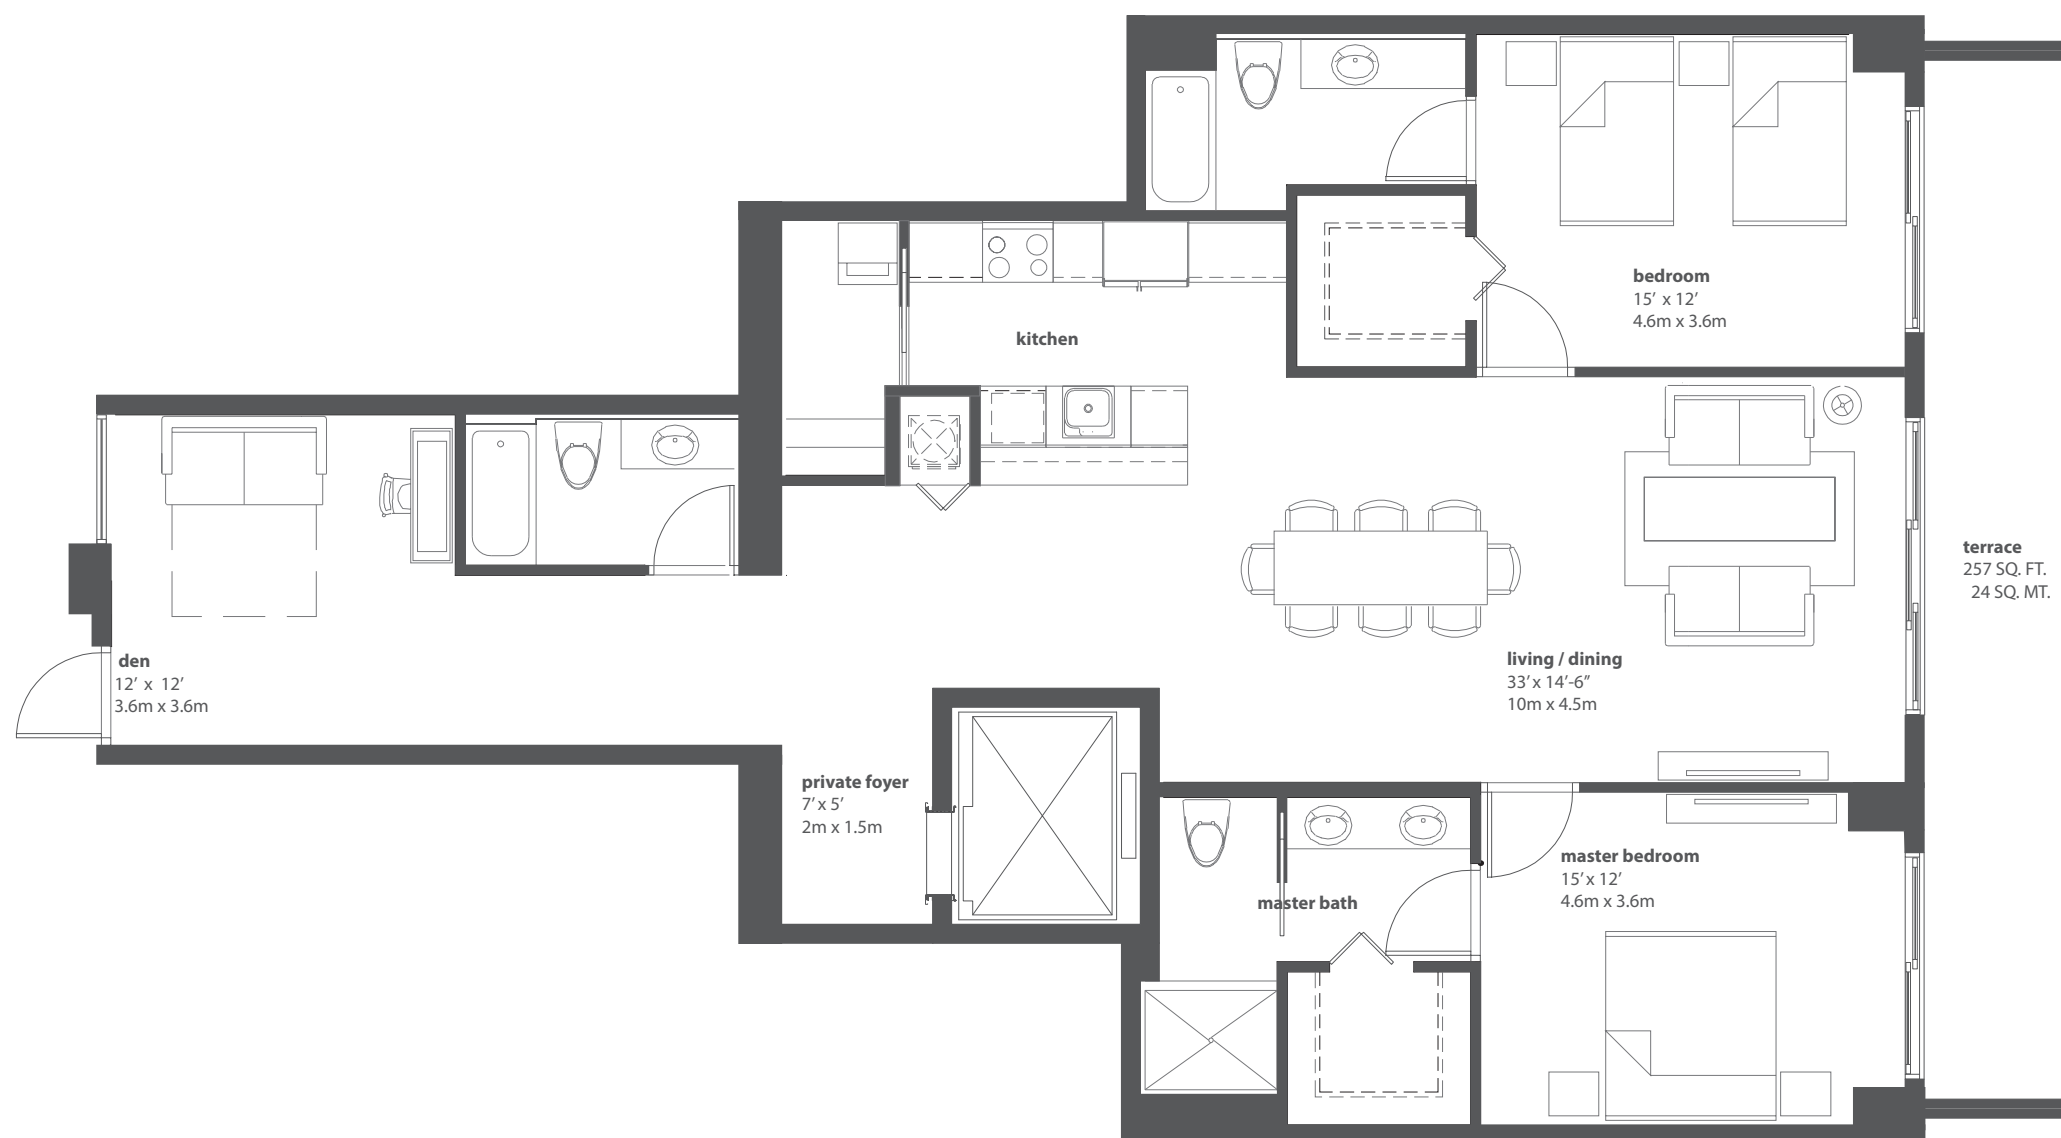 bedroom
15’ x 12’
4.6m x 3.6m
kitchen
terrace
257 SQ. FT.
24 SQ. MT.
den
12’ x 12’
3.6m x 3.6m
living / dining
33’ x 14’-6”
10m x 4.5m
private foyer
7’ x 5’
2m x 1.5m
master bedroom
15’ x 12’
4.6m x 3.6m
master bath